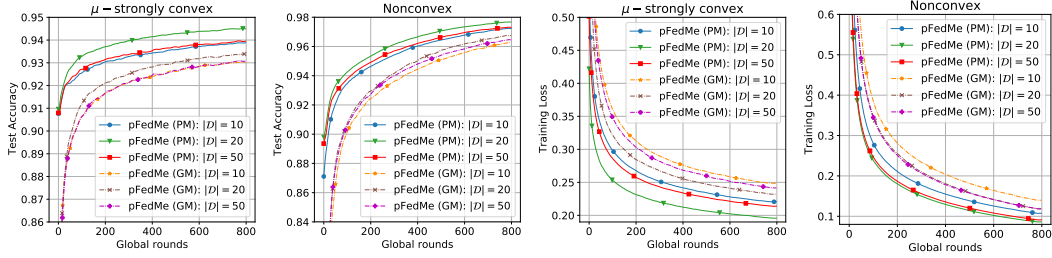 μ − strongly convex
Test Accuracy
0.95
0.94
0.93
0.92
0.91
0.90
0.89
0.88
0.87
0.86
pFedMe (PM): |𝒟| = 10
pFedMe (PM): |𝒟| = 20
pFedMe (PM): |𝒟| = 50
pFedMe (GM): |𝒟| = 10
pFedMe (GM): |𝒟| = 20
pFedMe (GM): |𝒟| = 50
0 200 400 600 800
Global rounds
Nonconvex
Test Accuracy
0.98
0.96
0.94
0.92
0.90
0.88
0.86
0.84
pFedMe (PM): |𝒟| = 10
pFedMe (PM): |𝒟| = 20
pFedMe (PM): |𝒟| = 50
pFedMe (GM): |𝒟| = 10
pFedMe (GM): |𝒟| = 20
pFedMe (GM): |𝒟| = 50
0 200 400 600 800
Global rounds
μ − strongly convex
Training Loss
0.50
0.45
0.40
0.35
0.30
0.25
0.20
pFedMe (PM): |𝒟| = 10
pFedMe (PM): |𝒟| = 20
pFedMe (PM): |𝒟| = 50
pFedMe (GM): |𝒟| = 10
pFedMe (GM): |𝒟| = 20
pFedMe (GM): |𝒟| = 50
0 200 400 600 800
Global rounds
Nonconvex
Training Loss
0.6
0.5
0.4
0.3
0.2
0.1
pFedMe (PM): |𝒟| = 10
pFedMe (PM): |𝒟| = 20
pFedMe (PM): |𝒟| = 50
pFedMe (GM): |𝒟| = 10
pFedMe (GM): |𝒟| = 20
pFedMe (GM): |𝒟| = 50
0 200 400 600 800
Global rounds